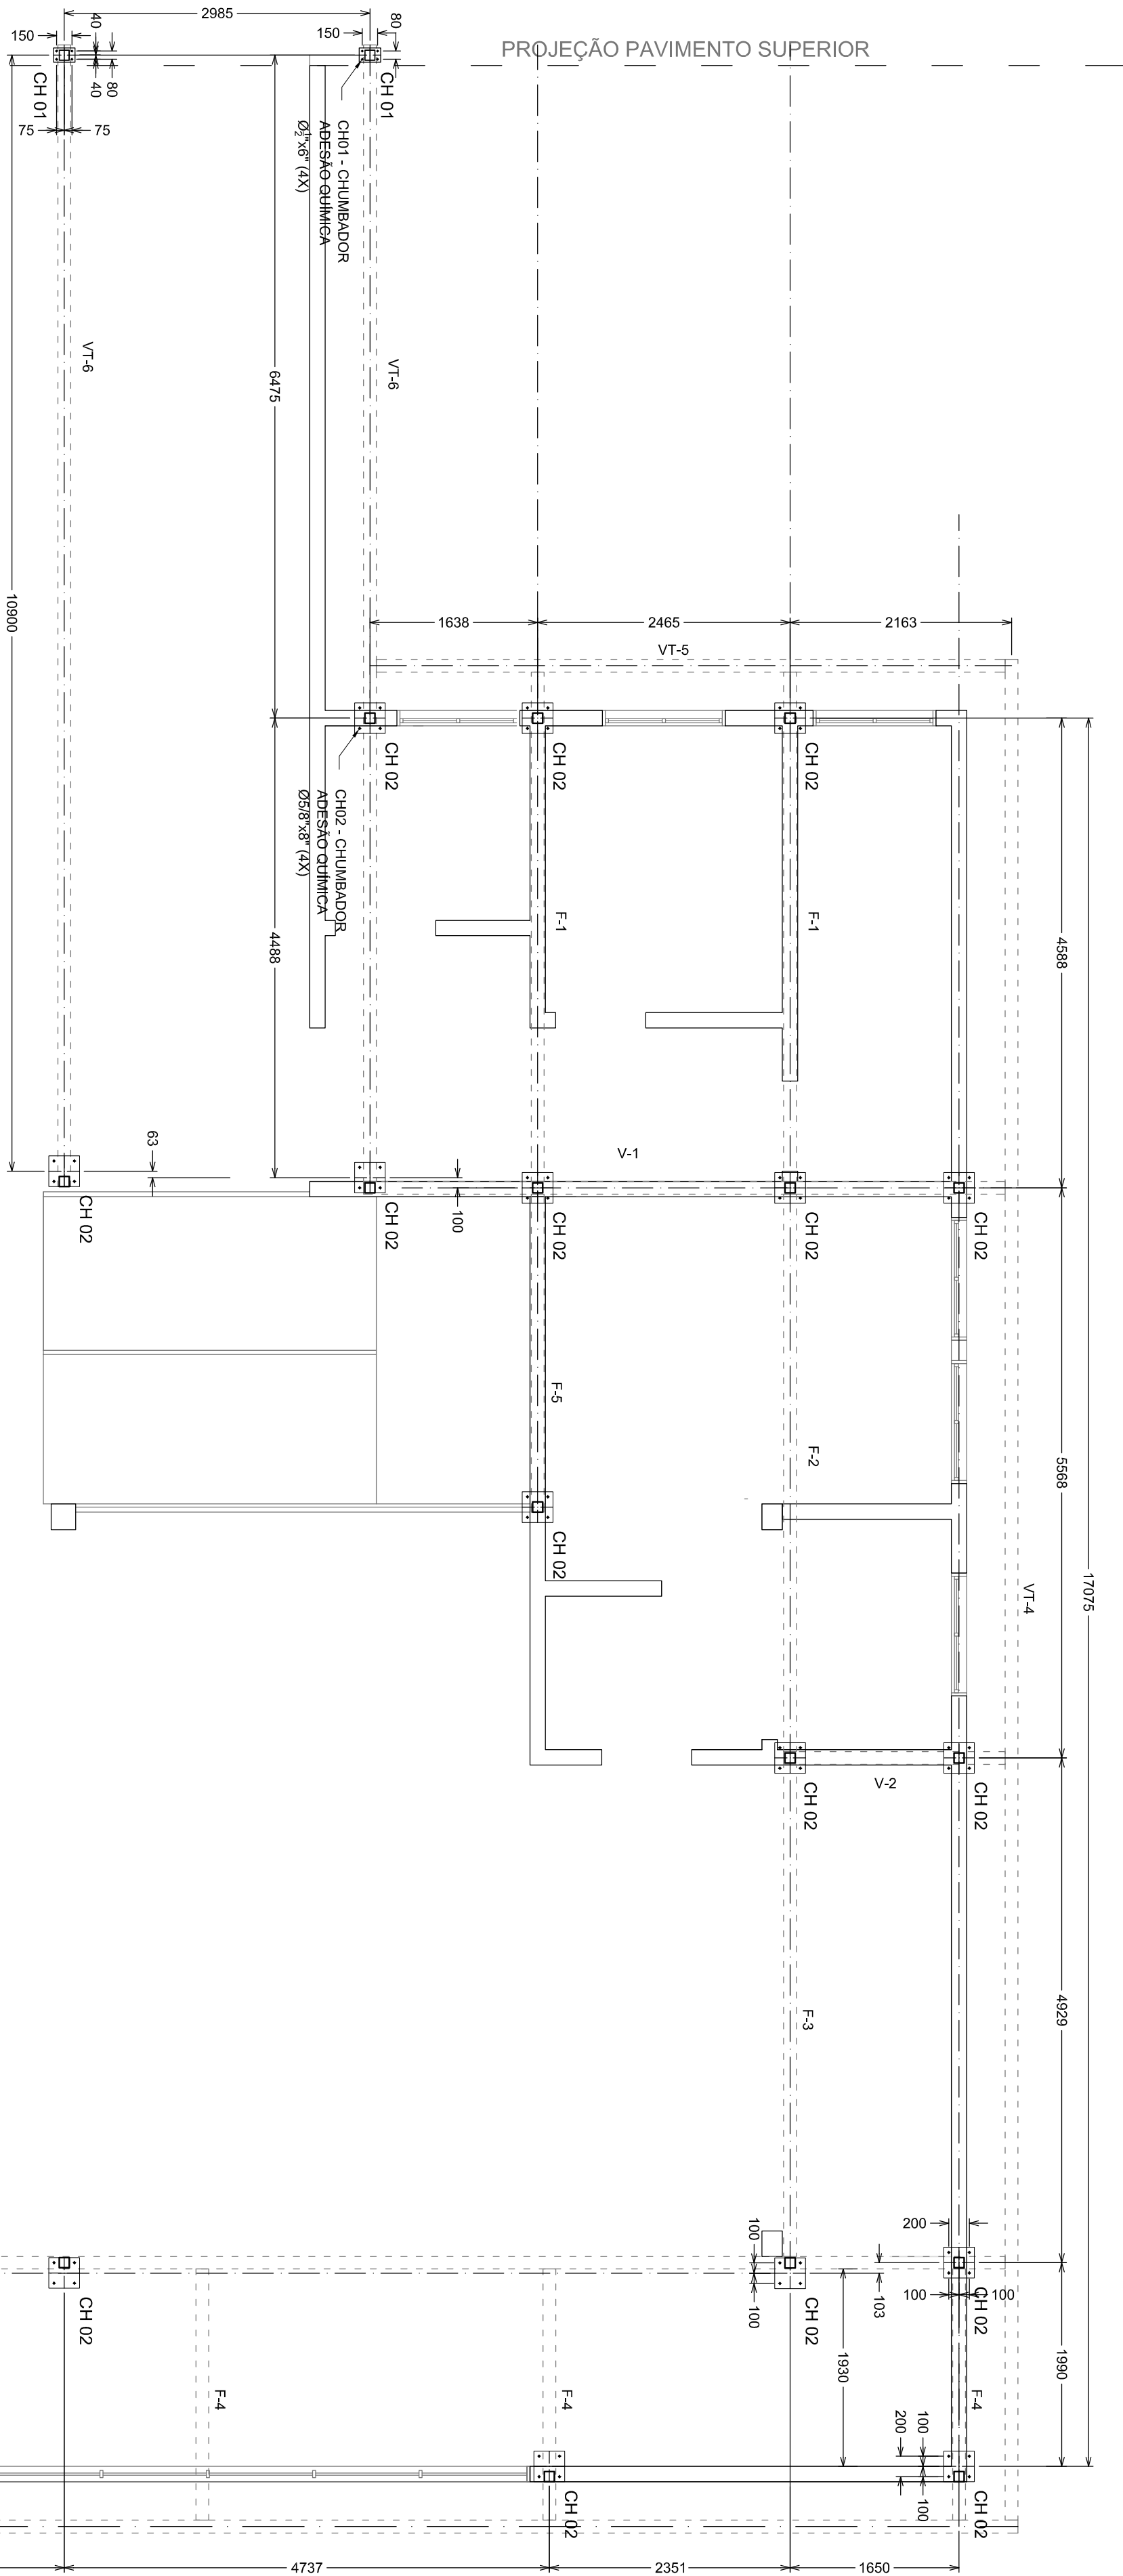 2985
40
80
150
150
80
PROJEÇÃO PAVIMENTO SUPERIOR
CH 01
40
80
75
75
CH 01
CH01 - CHUMBADOR
ADESÃO QUÍMICA
Ø½"x6" (4X)
VT-6
VT-6
6475
10900
1638
2465
2163
VT-5
CH 02
CH 02
CH 02
CH02 - CHUMBADOR
ADESÃO QUÍMICA
Ø5/8"x8" (4X)
F-1
F-1
4488
4588
63
V-1
100
CH 02
CH 02
CH 02
CH 02
CH 02
F-5
F-2
5568
CH 02
17075
VT-4
V-2
CH 02
CH 02
F-3
4929
200
100
103
100
100
100
CH 02
CH 02
CH 02
1930
1990
F-4
F-4
F-4
200
100
100
CH 02
CH 02
4737
2351
1650